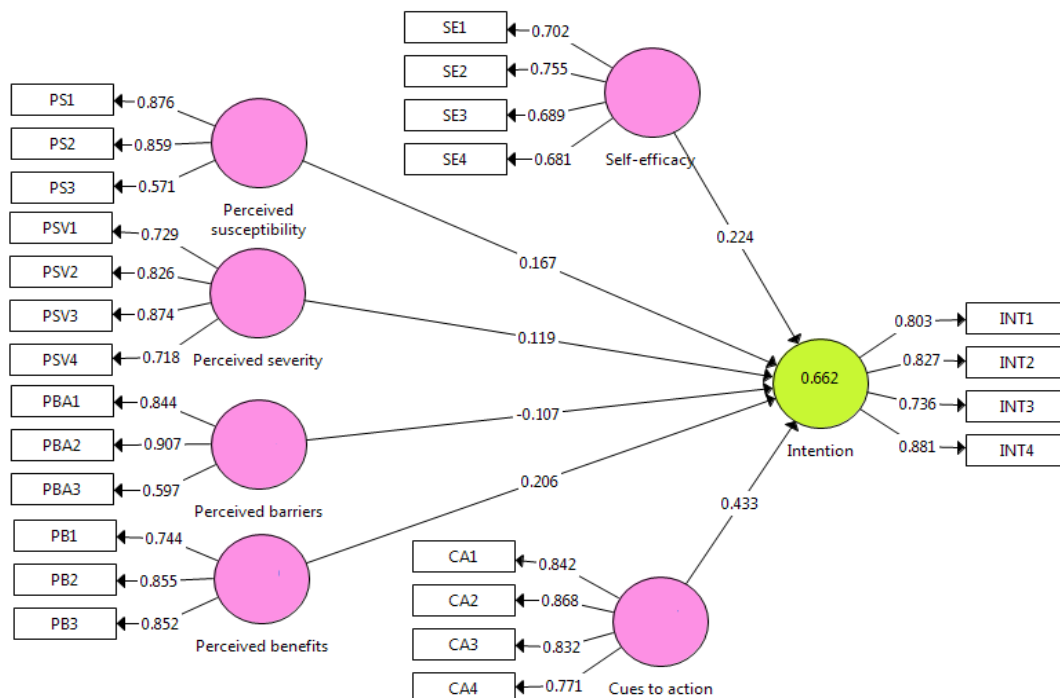 SE1
0.702
SE2
0.755
SE3
0.689
SE4
0.681
Self-efficacy
PS1
0.876
PS2
0.859
PS3
0.571
Perceived
susceptibility
PSV1
0.729
PSV2
0.826
PSV3
0.874
PSV4
0.718
Perceived severity
PBA1
0.844
PBA2
0.907
PBA3
0.597
Perceived barriers
PB1
0.744
PB2
0.855
PB3
0.852
Perceived benefits
CA1
0.842
CA2
0.868
CA3
0.832
CA4
0.771
Cues to action
0.224
0.167
0.119
-0.107
0.206
0.433
0.662
Intention
0.803
INT1
0.827
INT2
0.736
INT3
0.881
INT4